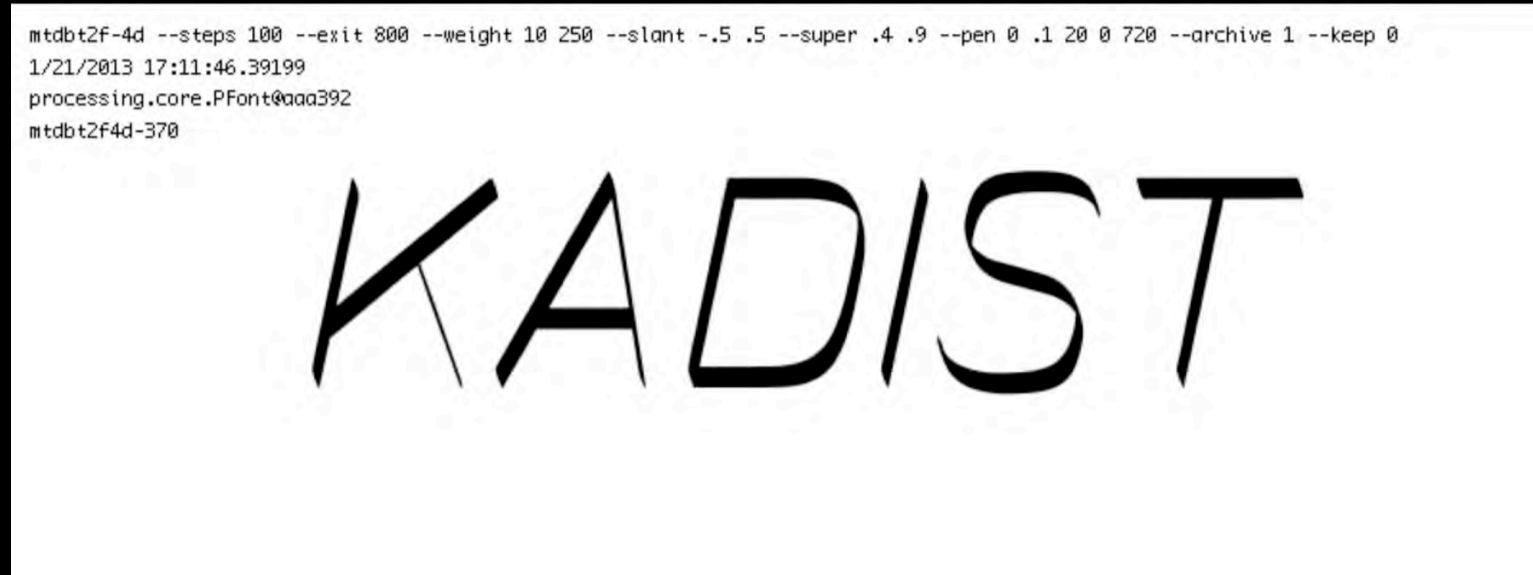 mtdbt2f-4d --steps 100 --exit 800 --weight 10 250 --slant -.5 .5 --super .4 .9 --pen 0 .1 20 0 720 --archive 1 --keep 0
1/21/2013 17:11:46.39199
processing.core.PFont@aaa392
mtdbt2f4d-370
KADIST